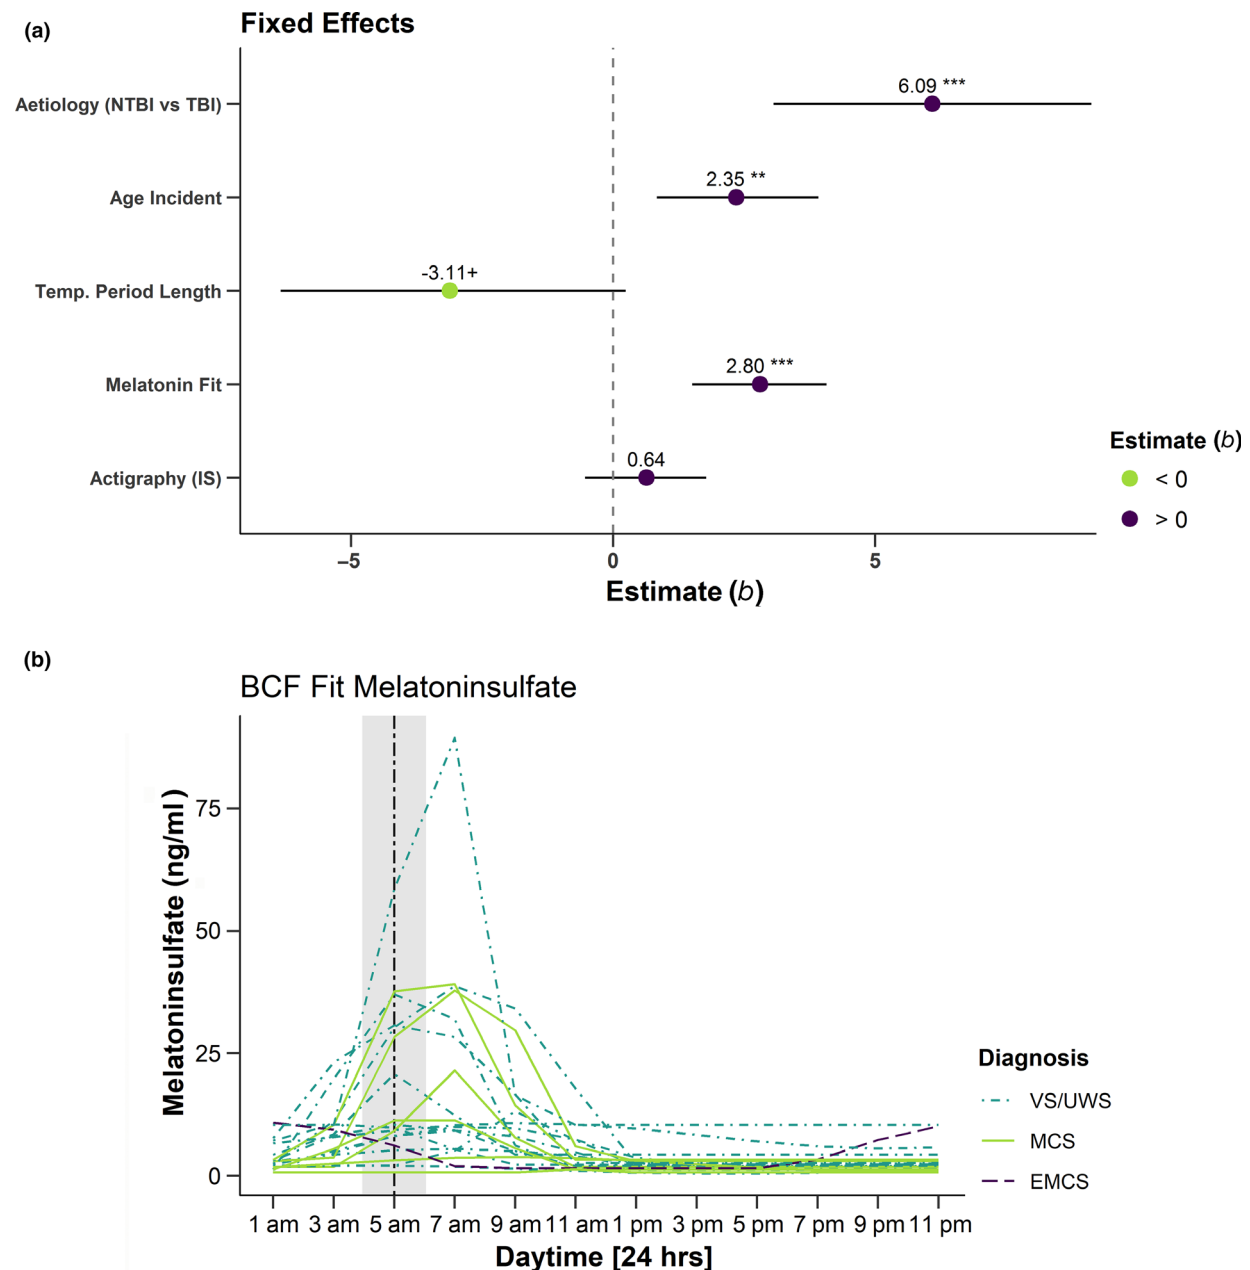 (a)
Fixed Effects
Aetiology (NTBI vs TBI)
6.09 ***
Age Incident
2.35 **
Temp. Period Length
-3.11+
Melatonin Fit
2.80 ***
Actigraphy (IS)
0.64
Estimate (b)
< 0
> 0
−5 0 5
Estimate (b)
(b)
BCF Fit Melatoninsulfate
Melatoninsulfate (ng/ml )
75
50
25
0
Diagnosis
VS/UWS
MCS
EMCS
1 am 3 am 5 am 7 am 9 am 11 am 1 pm 3 pm 5 pm 7 pm 9 pm 11 pm
Daytime [24 hrs]